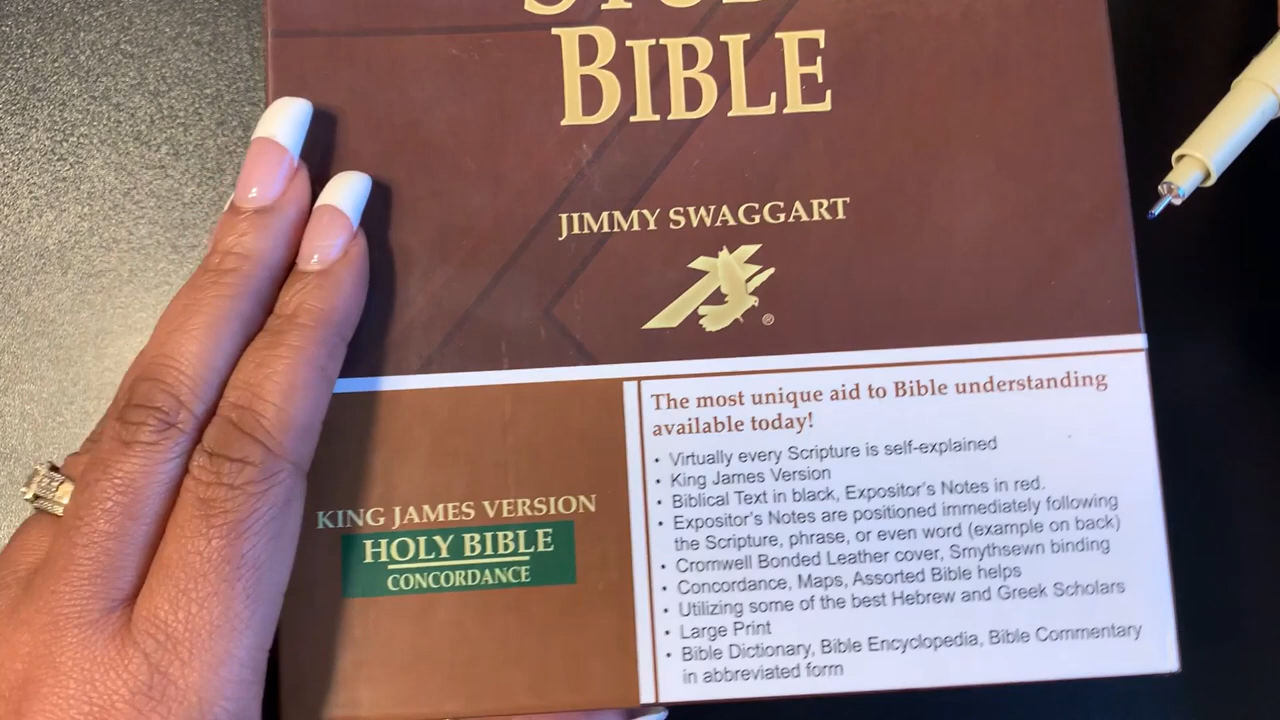 STUDY
BIBLE
JIMMY SWAGGART
®
KING JAMES VERSION
HOLY BIBLE
CONCORDANCE
The most unique aid to Bible understanding
available today!
• Virtually every Scripture is self-explained
• King James Version
• Biblical Text in black, Expositor's Notes in red.
• Expositor's Notes are positioned immediately following
the Scripture, phrase, or even word (example on back)
• Cromwell Bonded Leather cover, Smythsewn binding
• Concordance, Maps, Assorted Bible helps
• Utilizing some of the best Hebrew and Greek Scholars
• Large Print
• Bible Dictionary, Bible Encyclopedia, Bible Commentary
in abbreviated form